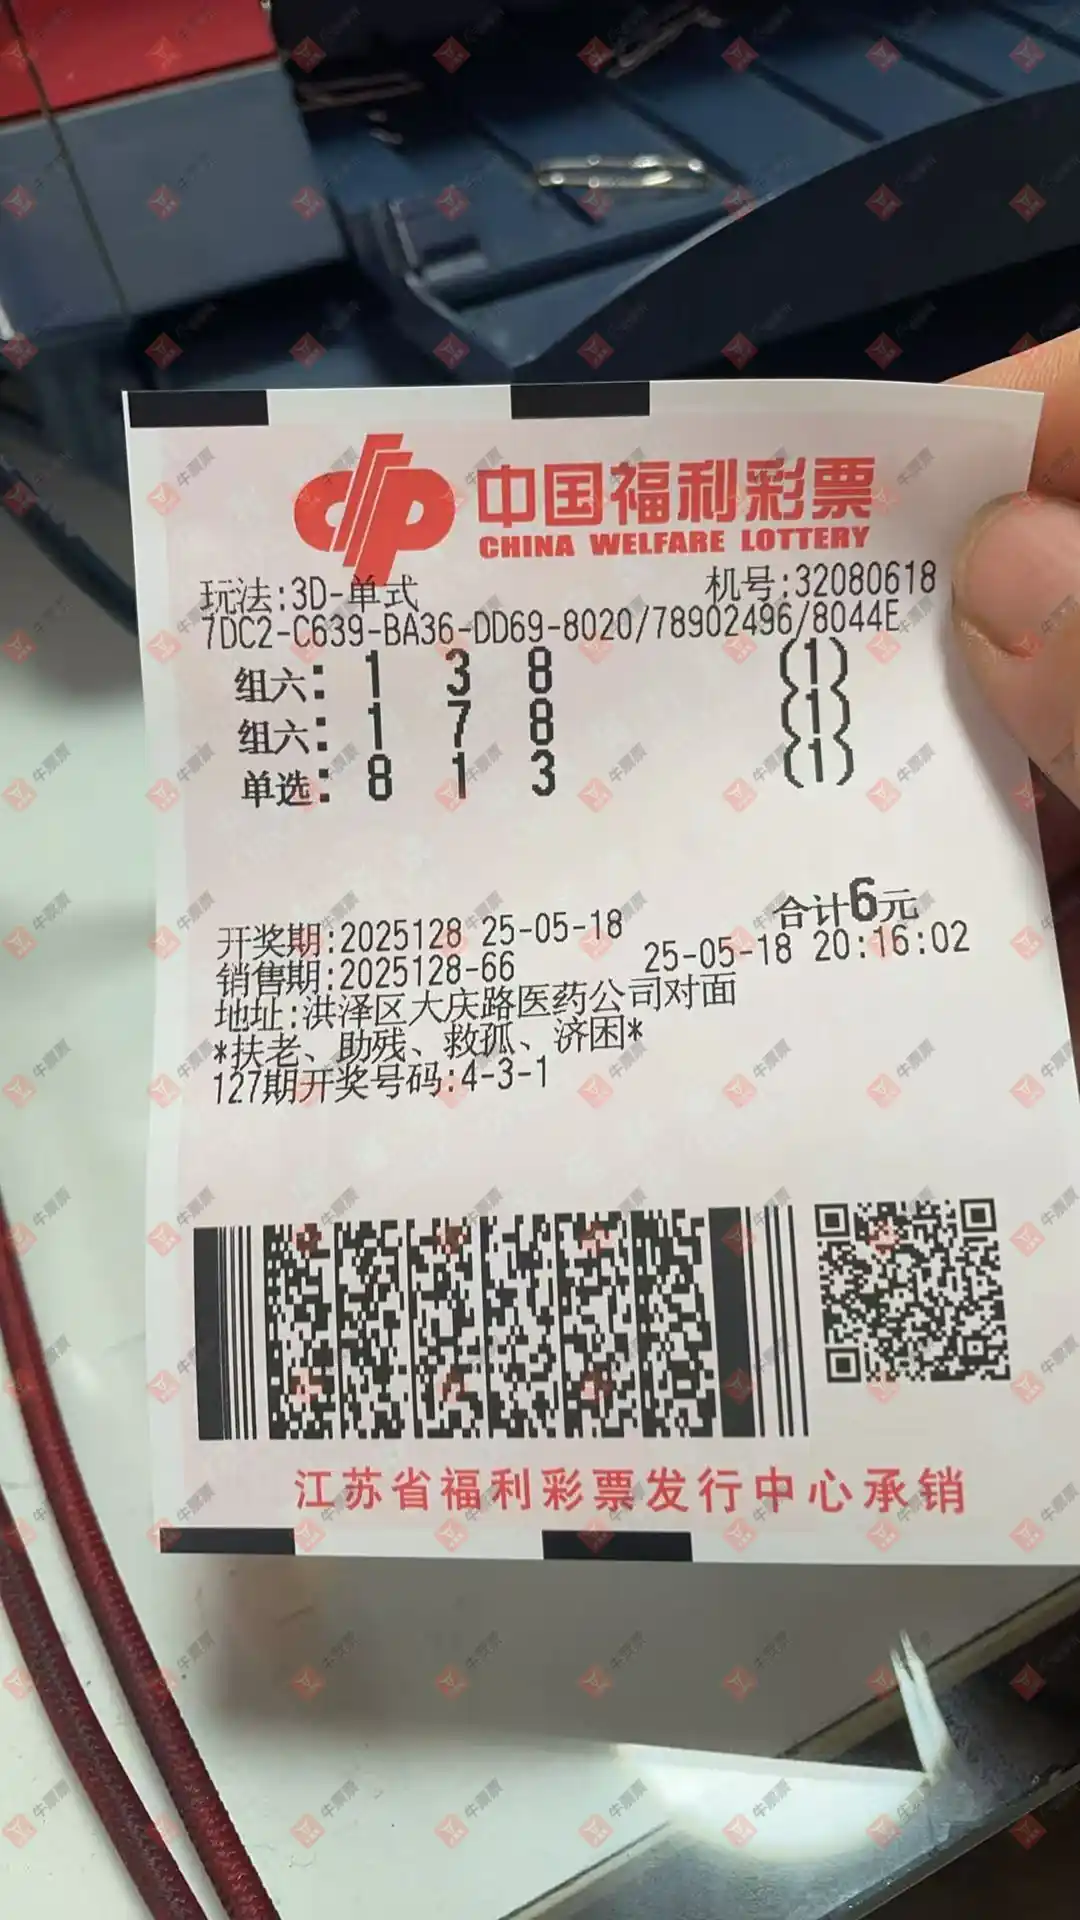 中国福利彩票
CHINA WELFARE LOTTERY
玩法:3D-单式 机号:32080618
7DC2-C639-BA36-DD69-8020/78902496/8044E
组六: 1 3 8 (1)
组六: 1 7 8 (1)
单选: 8 1 3 (1)
合计6元
开奖期:2025128 25-05-18
销售期:2025128-66 25-05-18 20:16:02
地址:洪泽区大庆路医药公司对面
*扶老、助残、救孤、济困*
127期开奖号码:4-3-1
江苏省福利彩票发行中心承销
牛票票